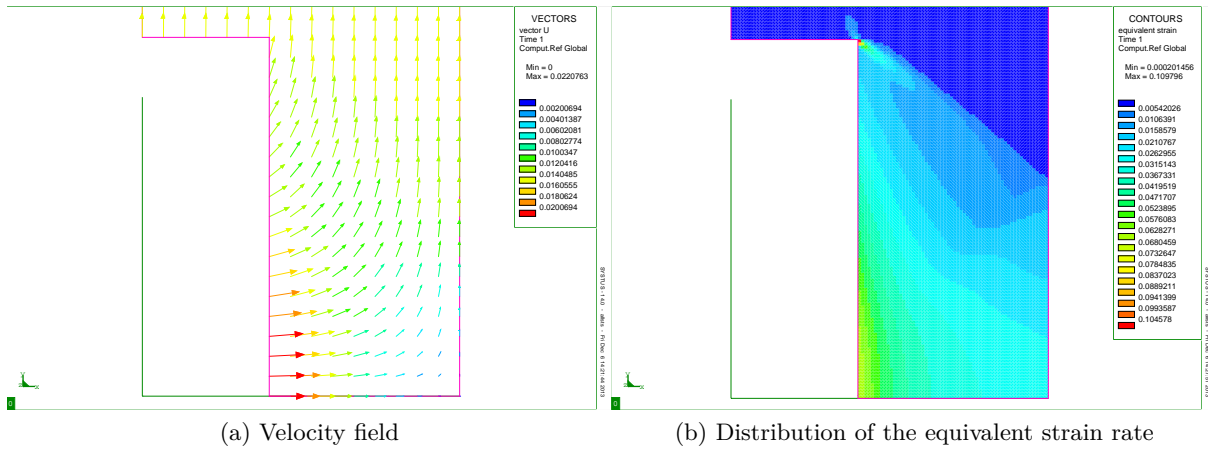 VECTORS
vector U
Time 1
Comput.Ref Global
Min = 0
Max = 0.0220763
0.00200694
0.00401387
0.00602081
0.00802774
0.0100347
0.0120416
0.0140485
0.0160555
0.0180624
0.0200694
Y
X
0
(a) Velocity field
CONTOURS
equivalent strain
Time 1
Comput.Ref Global
Min = 0.000201456
Max = 0.109796
0.00542026
0.0106391
0.0158579
0.0210767
0.0262955
0.0315143
0.0367331
0.0419519
0.0471707
0.0523895
0.0576083
0.0628271
0.0680459
0.0732647
0.0784835
0.0837023
0.0889211
0.0941399
0.0993587
0.104578
X
0
(b) Distribution of the equivalent strain rate